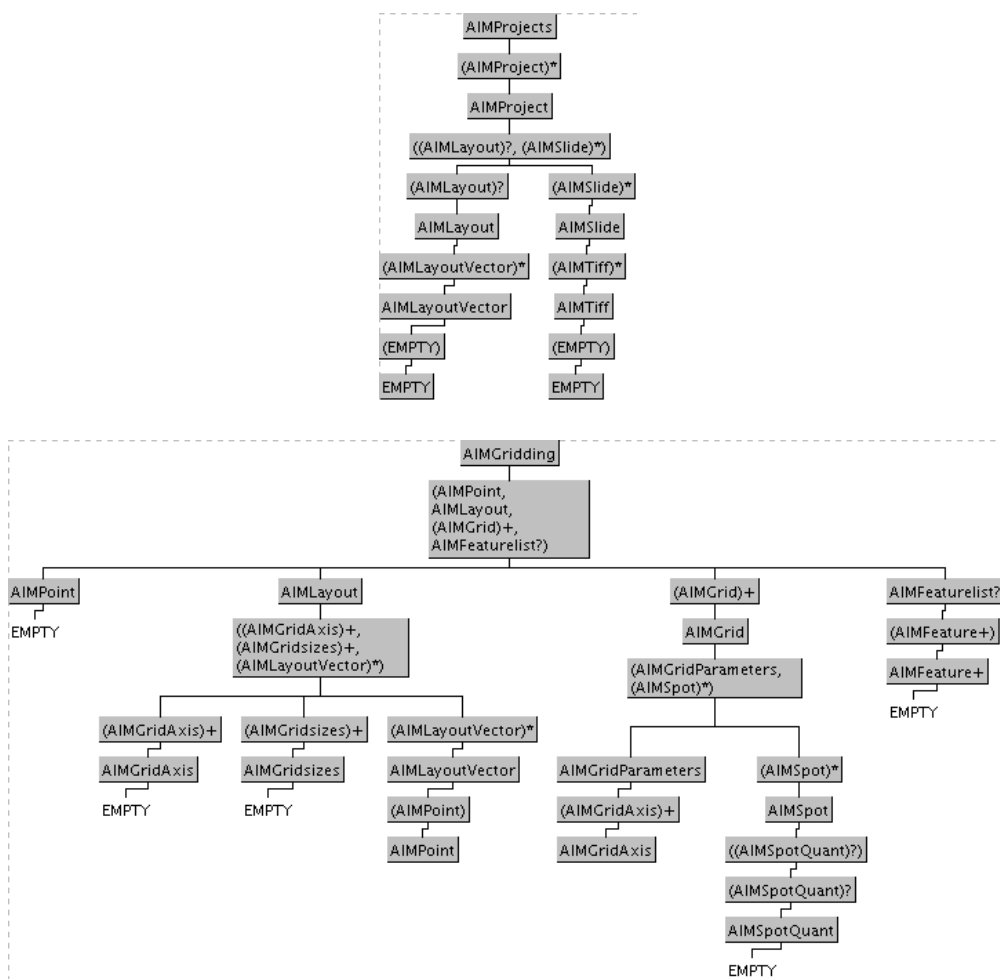 AIMProjects
(AIMProject)*
AIMProject
((AIMLayout)?, (AIMSlide)*)
(AIMLayout)? (AIMSlide)*
AIMLayout AIMSlide
(AIMLayoutVector)* (AIMTiff)*
AIMLayoutVector AIMTiff
(EMPTY) (EMPTY)
EMPTY EMPTY
AIMGridding
(AIMPoint,
AIMLayout,
(AIMGrid)+,
AIMFeaturelist?)
AIMPoint AIMLayout (AIMGrid)+ AIMFeaturelist?
EMPTY
((AIMGridAxis)+,
(AIMGridsizes)+,
(AIMLayoutVector)*)
AIMGrid
(AIMFeature+)
(AIMGridParameters,
(AIMSpot)*)
AIMFeature+
EMPTY
(AIMGridAxis)+ (AIMGridsizes)+ (AIMLayoutVector)*
AIMGridAxis AIMGridsizes AIMLayoutVector AIMGridParameters (AIMSpot)*
EMPTY EMPTY (AIMPoint) (AIMGridAxis)+ AIMSpot
AIMPoint AIMGridAxis ((AIMSpotQuant)?)
(AIMSpotQuant)?
AIMSpotQuant
EMPTY